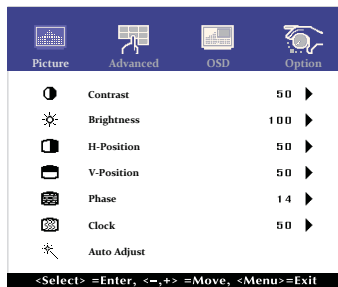 Picture Advanced OSD Option
Contrast 50
Brightness 100
H-Position 50
V-Position 50
Phase 14
Clock 50
Auto Adjust
<Select> =Enter, <−,+> =Move, <Menu>=Exit